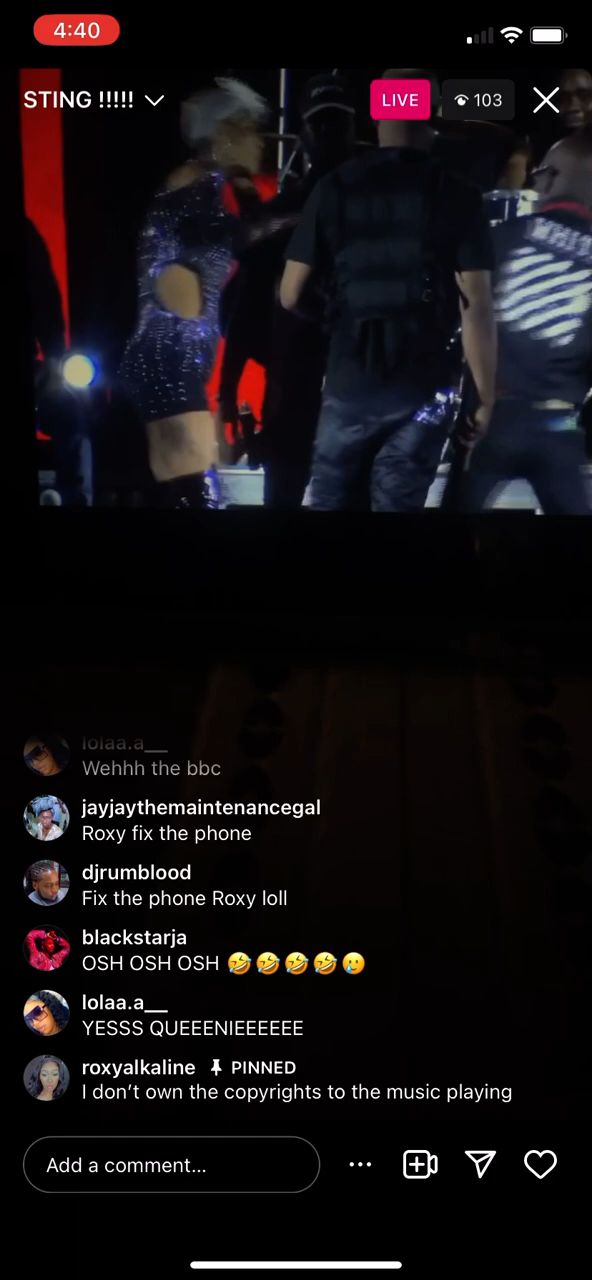 4:40
STING !!!!!
LIVE
103
WHITE
lolaa.a__
Wehhh the bbc
jayjaythemaintenancegal
Roxy fix the phone
djrumblood
Fix the phone Roxy loll
blackstarja
OSH OSH OSH 🤣🤣🤣🤣🥲
lolaa.a__
YESSS QUEEENIEEEEEE
roxyalkaline PINNED
I don’t own the copyrights to the music playing
Add a comment...